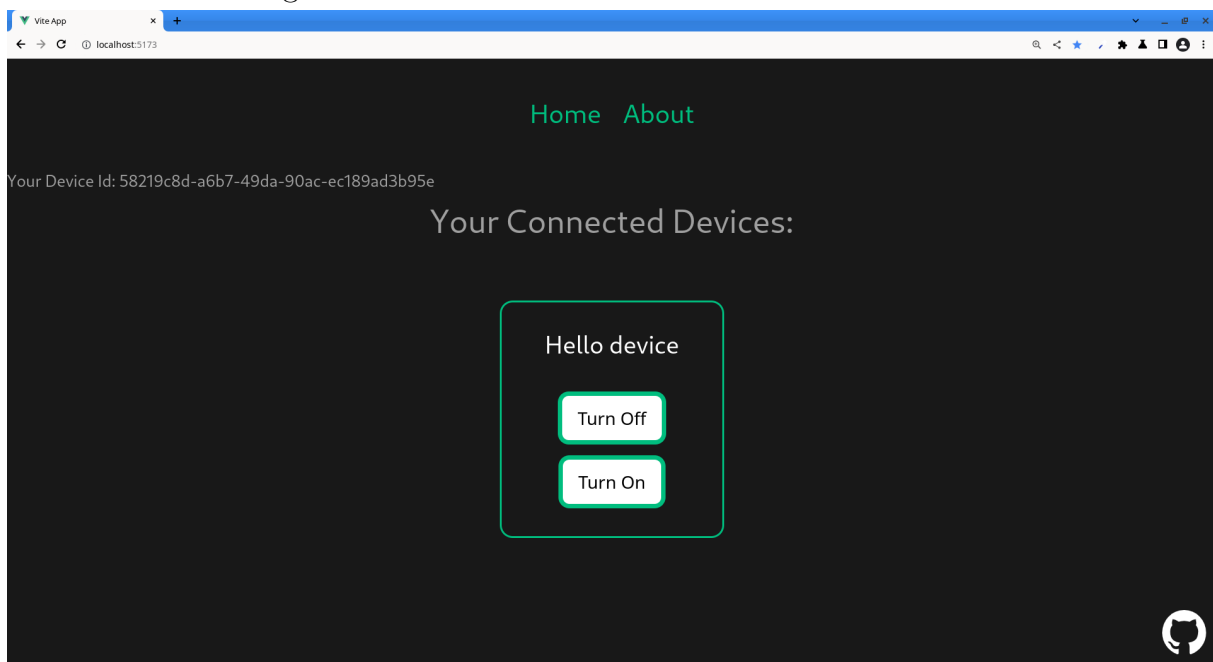 Vite App
localhost:5173
Home About
Your Device Id: 58219c8d-a6b7-49da-90ac-ec189ad3b95e
Your Connected Devices:
Hello device
Turn Off
Turn On